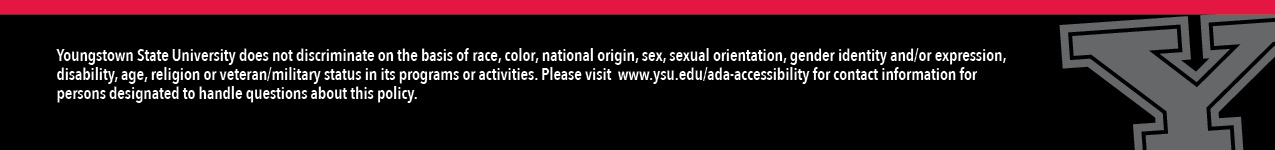 Youngstown State University does not discriminate on the basis of race, color, national origin, sex, sexual orientation, gender identity and/or expression,
disability, age, religion or veteran/military status in its programs or activities. Please visit  www.ysu.edu/ada-accessibility for contact information for
persons designated to handle questions about this policy.
Y